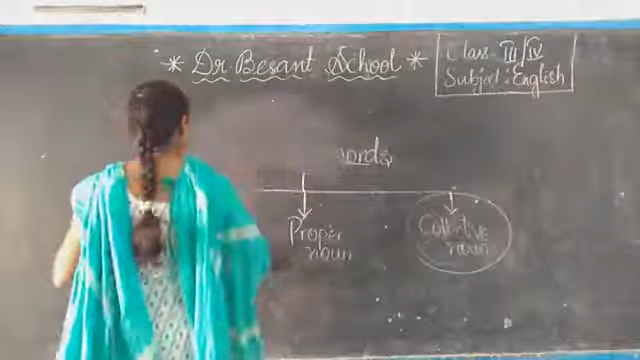 * Dr. Besant School *
Class: III/IV
Subject: English
words
Proper
noun
Collective
noun